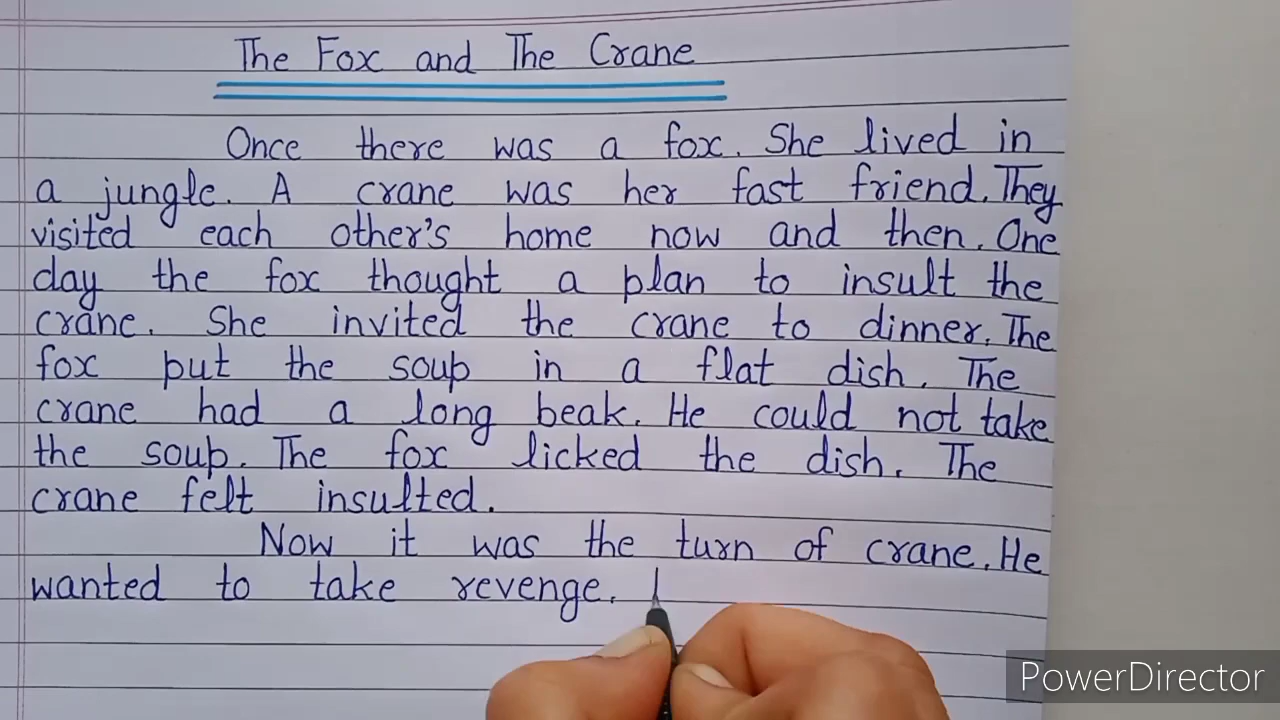 The Fox and The Crane
Once there was a fox. She lived in
a jungle. A crane was her fast friend. They
visited each other's home now and then. One
day the fox thought a plan to insult the
crane. She invited the crane to dinner. The
fox put the soup in a flat dish. The
crane had a long beak. He could not take
the soup. The fox licked the dish. The
crane felt insulted.
Now it was the turn of crane. He
wanted to take revenge.
PowerDirector